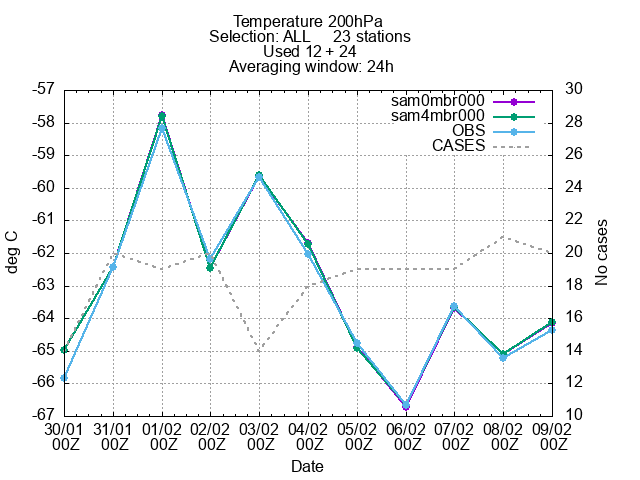 Temperature 200hPa
Selection: ALL 23 stations
Used 12 + 24
Averaging window: 24h
-57
-58
-59
-60
-61
-62
-63
-64
-65
-66
-67
deg C
sam0mbr000
sam4mbr000
OBS
CASES
30
28
26
24
22
20
18
16
14
12
10
No cases
30/01 31/01 01/02 02/02 03/02 04/02 05/02 06/02 07/02 08/02 09/02
00Z 00Z 00Z 00Z 00Z 00Z 00Z 00Z 00Z 00Z 00Z
Date